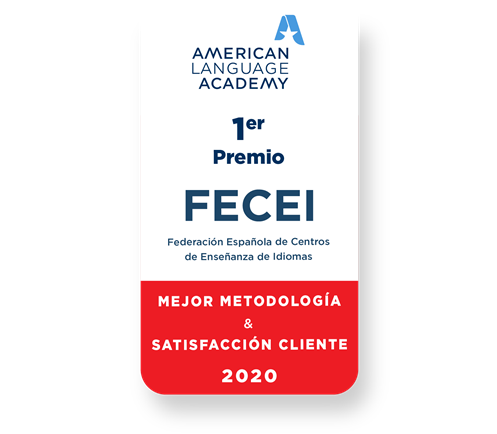 AMERICAN
LANGUAGE
ACADEMY
1er
Premio
FECEI
Federación Española de Centros
de Enseñanza de Idiomas
MEJOR METODOLOGÍA
&
SATISFACCIÓN CLIENTE
2020